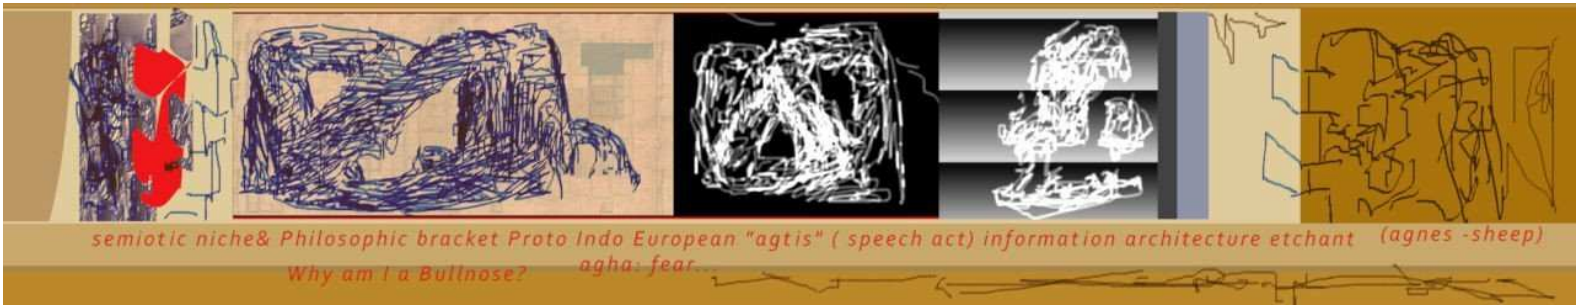 semiotic niche& Philosophic bracket Proto Indo European "agtis" ( speech act) information architecture etchant (agnes -sheep)
Why am I a Bullnose? agha: fear...